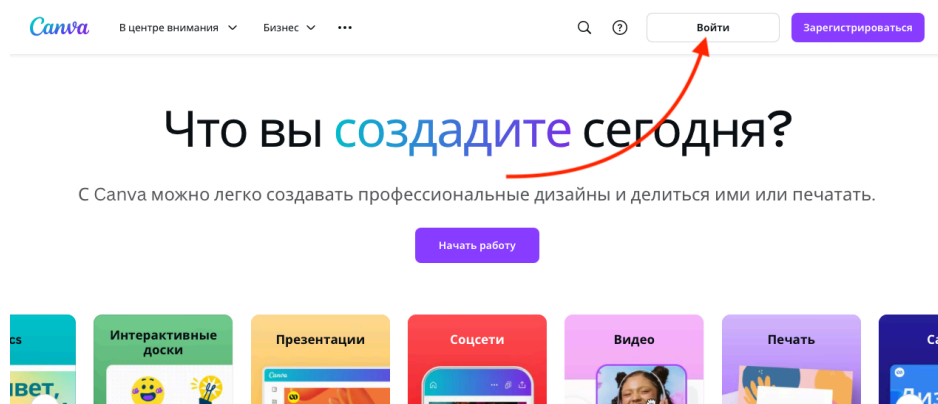 Canva В центре внимания Бизнес ••• Войти Зарегистрироваться
Что вы создадите сегодня?
С Canva можно легко создавать профессиональные дизайны и делиться ими или печатать.
Начать работу
Интерактивные доски
Презентации
Canva
Соцсети
Видео
Печать